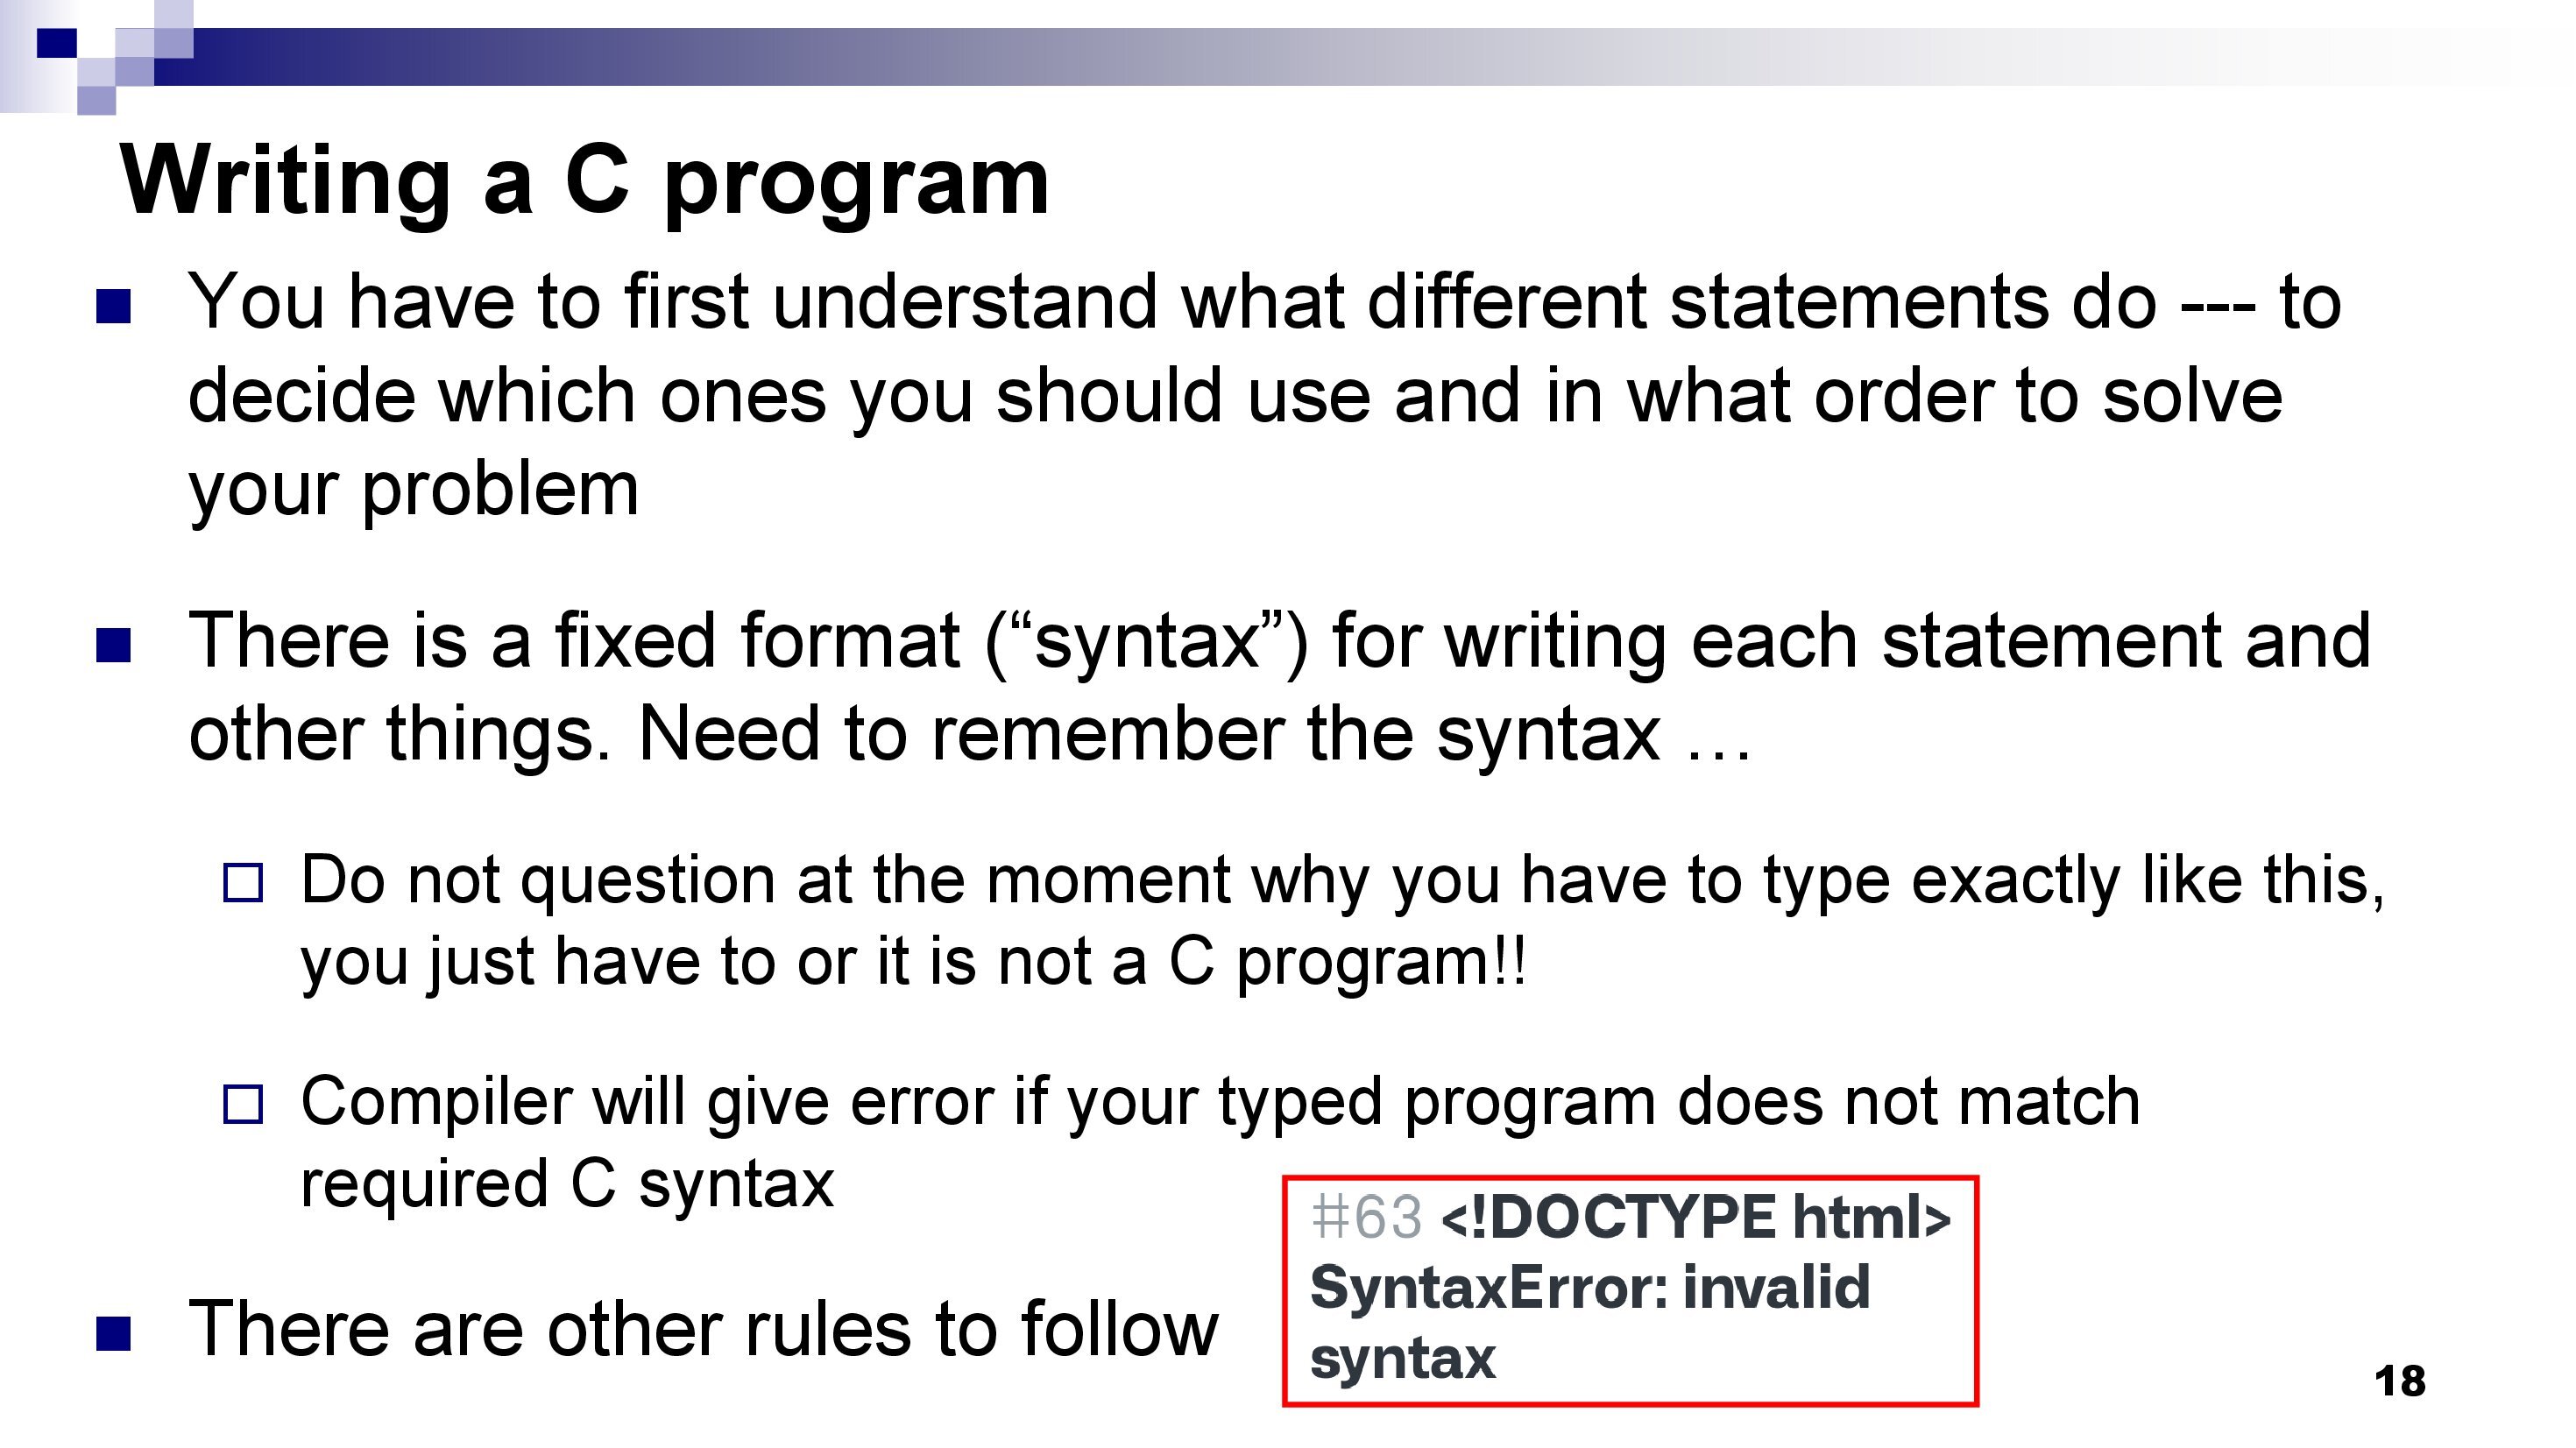 Writing a C program
You have to first understand what different statements do --- to
decide which ones you should use and in what order to solve
your problem
There is a fixed format (“syntax”) for writing each statement and
other things. Need to remember the syntax …
Do not question at the moment why you have to type exactly like this,
you just have to or it is not a C program!!
Compiler will give error if your typed program does not match
required C syntax
There are other rules to follow
#63 <!DOCTYPE html>
SyntaxError: invalid
syntax
18